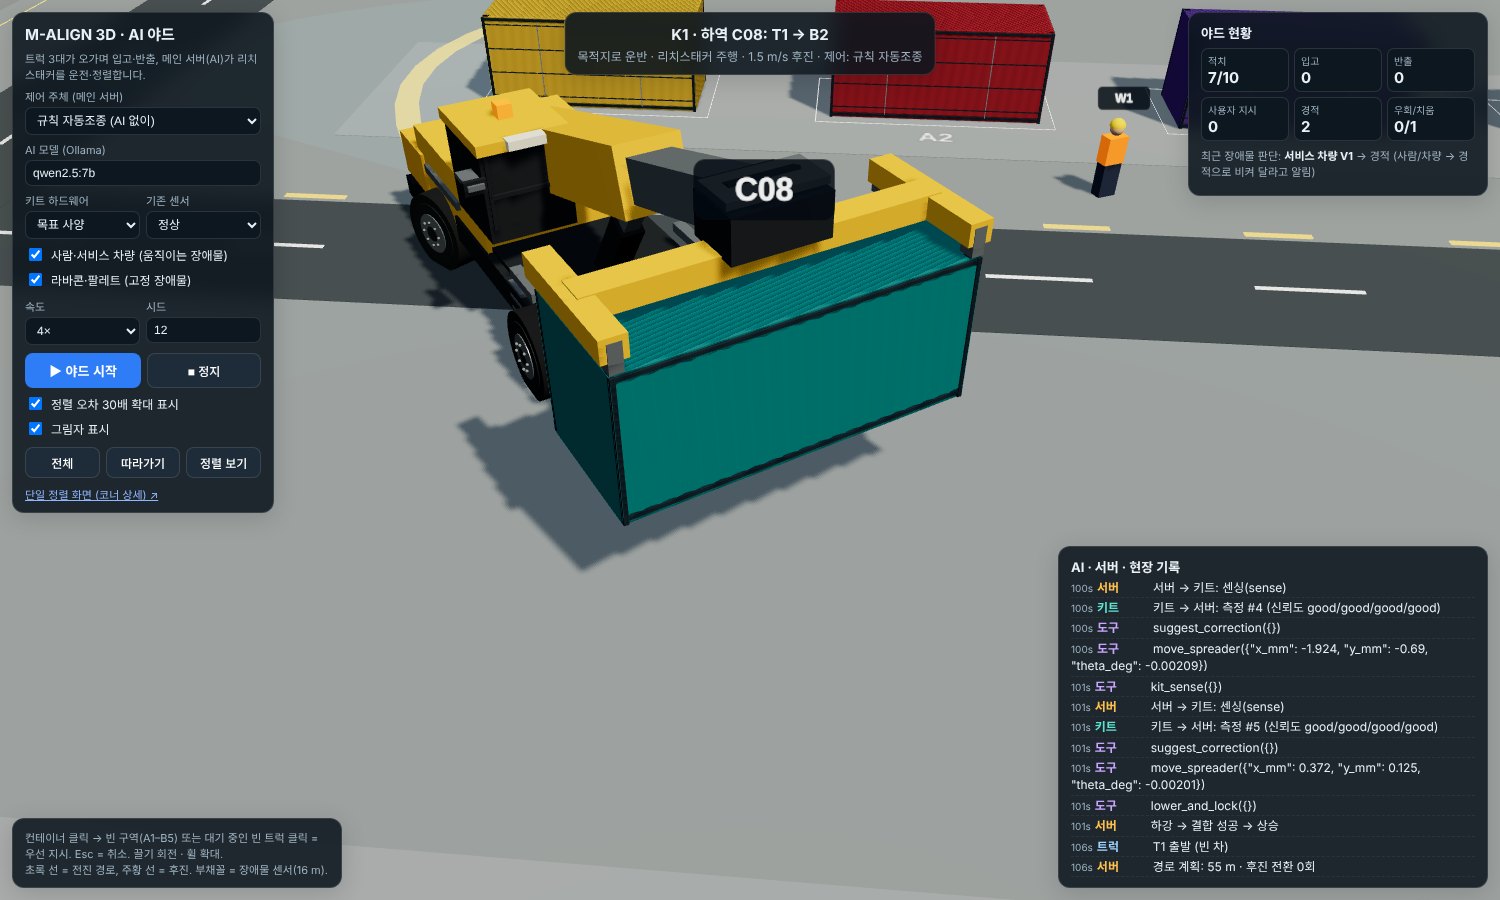 M-ALIGN 3D · AI 야드
트럭 3대가 오가며 입고·반출, 메인 서버(AI)가 리치
스태커를 운전·정렬합니다.
제어 주체 (메인 서버)
규칙 자동조종 (AI 없이)
AI 모델 (Ollama)
qwen2.5:7b
키트 하드웨어
기존 센서
목표 사양
정상
사람·서비스 차량 (움직이는 장애물)
라바콘·팔레트 (고정 장애물)
속도
시드
4×
12
▶ 야드 시작
■ 정지
정렬 오차 30배 확대 표시
그림자 표시
전체
따라가기
정렬 보기
단일 정렬 화면 (코너 상세) ↗
K1 · 하역 C08: T1 → B2
목적지로 운반 · 리치스태커 주행 · 1.5 m/s 후진 · 제어: 규칙 자동조종
C08
A2
W1
야드 현황
적치
7/10
입고
0
반출
0
사용자 지시
0
경적
2
우회/치움
0/1
최근 장애물 판단: 서비스 차량 V1 → 경적 (사람/차량 → 경
적으로 비켜 달라고 알림)
AI · 서버 · 현장 기록
100s 서버 서버 → 키트: 센싱(sense)
100s 키트 키트 → 서버: 측정 #4 (신뢰도 good/good/good/good)
100s 도구 suggest_correction({})
100s 도구 move_spreader({"x_mm": -1.924, "y_mm": -0.69,
"theta_deg": -0.00209})
101s 도구 kit_sense({})
101s 서버 서버 → 키트: 센싱(sense)
101s 키트 키트 → 서버: 측정 #5 (신뢰도 good/good/good/good)
101s 도구 suggest_correction({})
101s 도구 move_spreader({"x_mm": 0.372, "y_mm": 0.125,
"theta_deg": -0.00201})
101s 도구 lower_and_lock({})
101s 서버 하강 → 결합 성공 → 상승
106s 트럭 T1 출발 (빈 차)
106s 서버 경로 계획: 55 m · 후진 전환 0회
컨테이너 클릭 → 빈 구역(A1–B5) 또는 대기 중인 빈 트럭 클릭 =
우선 지시. Esc = 취소. 끌기 회전 · 휠 확대.
초록 선 = 전진 경로, 주황 선 = 후진. 부채꼴 = 장애물 센서(16 m).